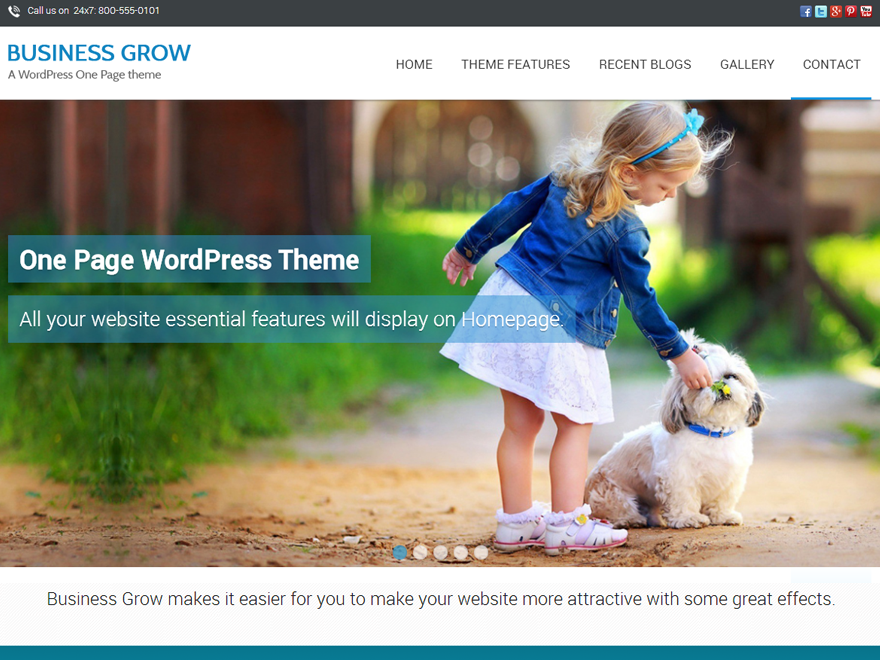 Call us on 24x7: 800-555-0101
BUSINESS GROW
A WordPress One Page theme
HOME THEME FEATURES RECENT BLOGS GALLERY CONTACT
One Page WordPress Theme
All your website essential features will display on Homepage.
Business Grow makes it easier for you to make your website more attractive with some great effects.